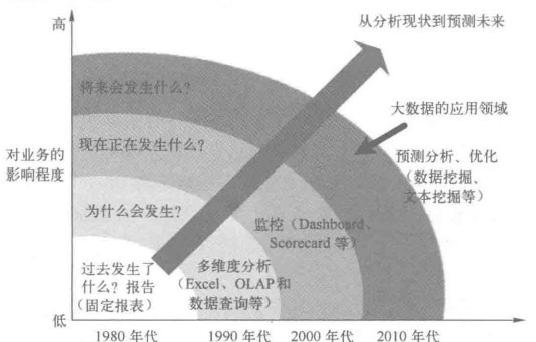 高
从分析现状到预测未来
将来会发生什么?
大数据的应用领域
现在正在发生什么?
对业务的
影响程度
预测分析、优化
(数据挖掘、
文本挖掘等)
为什么会发生?
监控(Dashboard、
Scorecard 等)
过去发生了
什么? 报告
(固定报表)
多维度分析
(Excel、OLAP和
数据查询等)
低
1980 年代
1990 年代
2000 年代
2010 年代